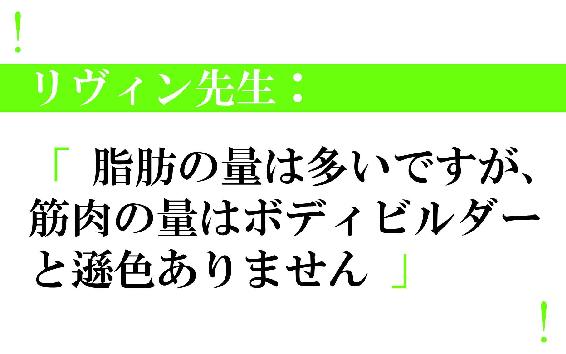 !
リヴィン先生：
「 脂肪の量は多いですが、
筋肉の量はボディビルダー
と遜色ありません 」
!